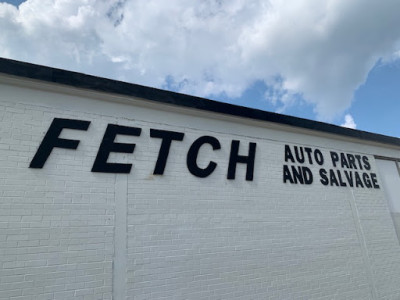 FETCH
AUTO PARTS
AND SALVAGE